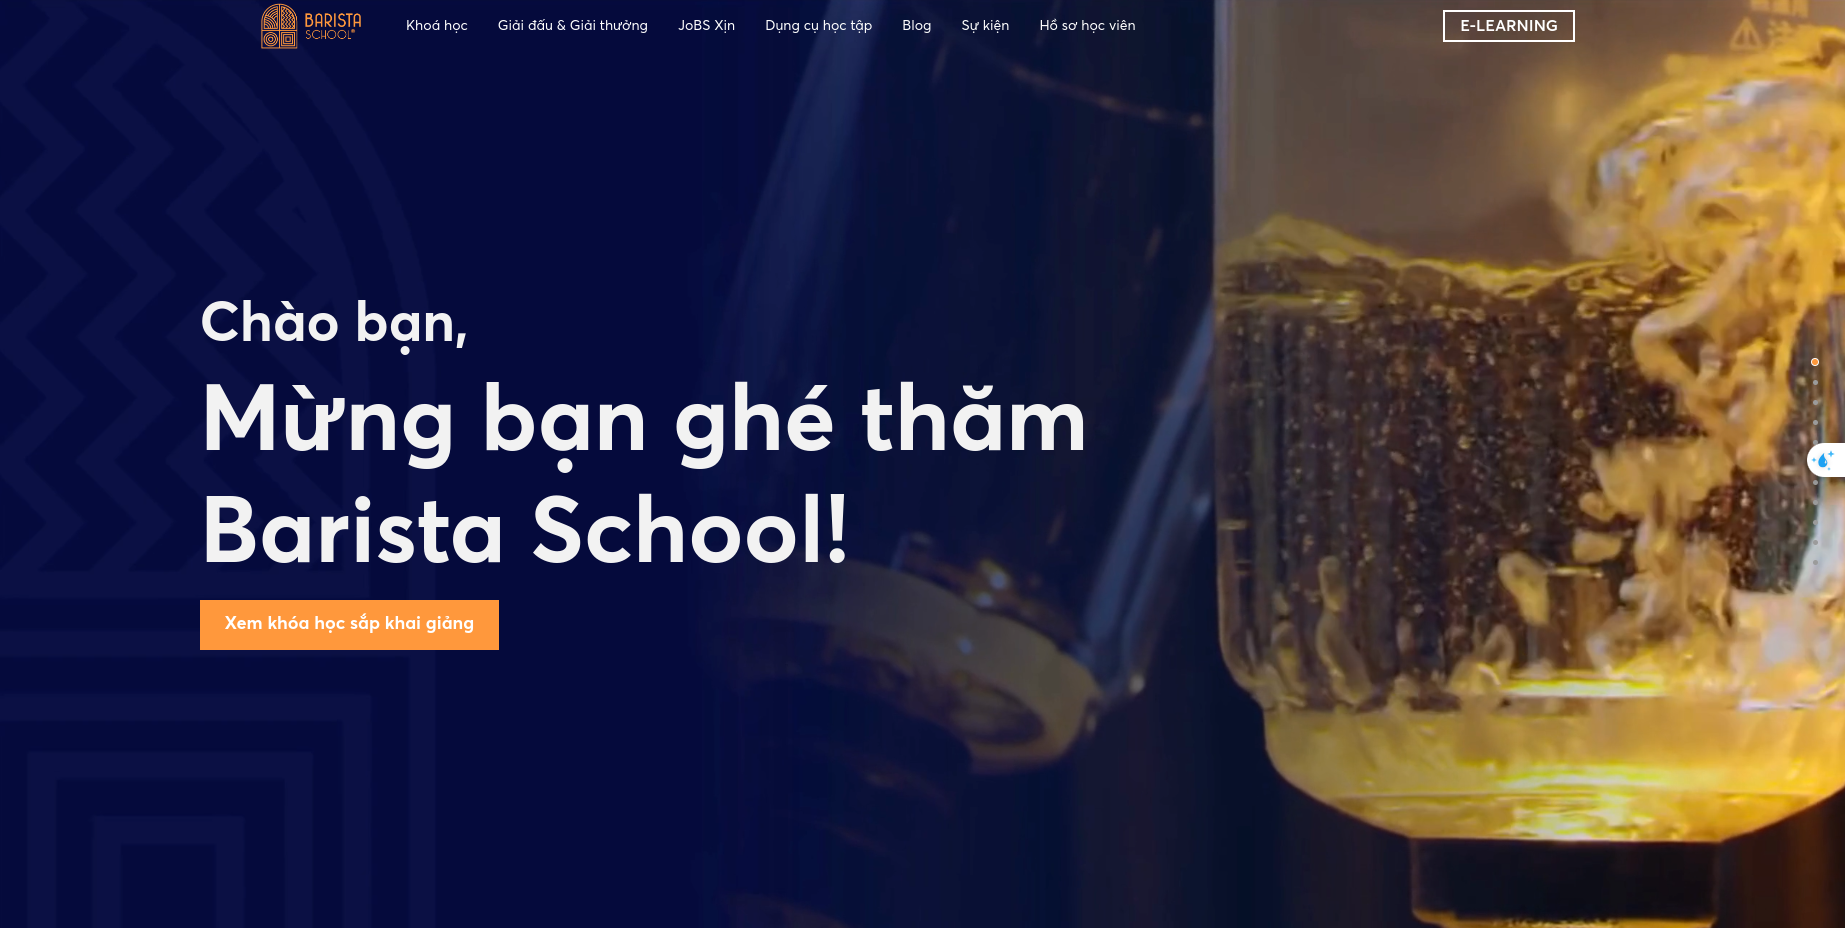 BARISTA
SCHOOL®
Khoá học
Giải đấu & Giải thưởng
JoBS Xịn
Dụng cụ học tập
Blog
Sự kiện
Hồ sơ học viên
E-LEARNING
Chào bạn,
Mừng bạn ghé thăm
Barista School!
Xem khóa học sắp khai giảng